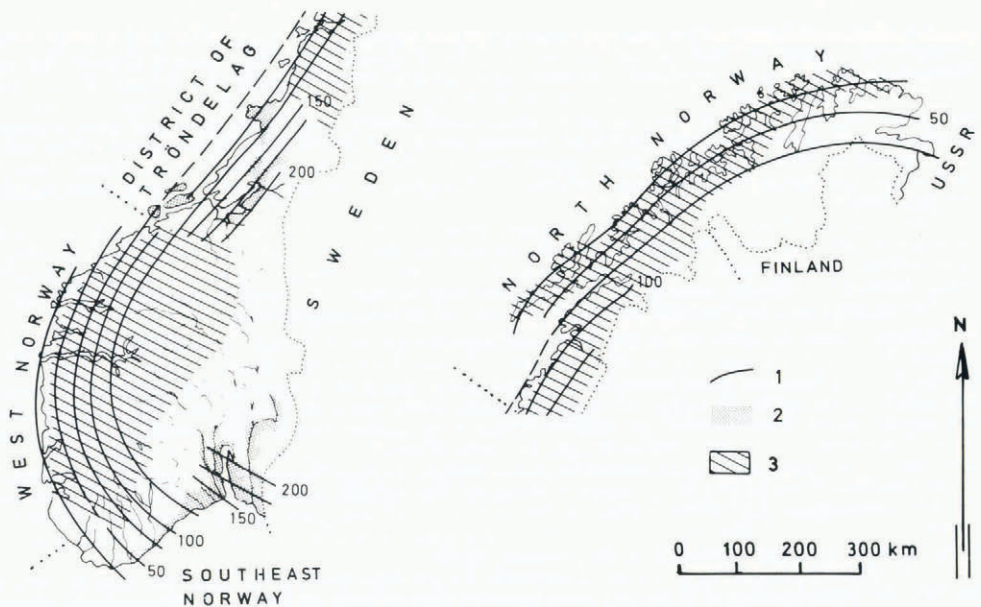 DISTRICT OF
TRÖNDELAG
150
200
SWEDEN
WEST NORWAY
200
150
100
50
SOUTHEAST
NORWAY
NORTH NORWAY
50
USSR
FINLAND
100
N
1
2
3
0 100 200 300 km